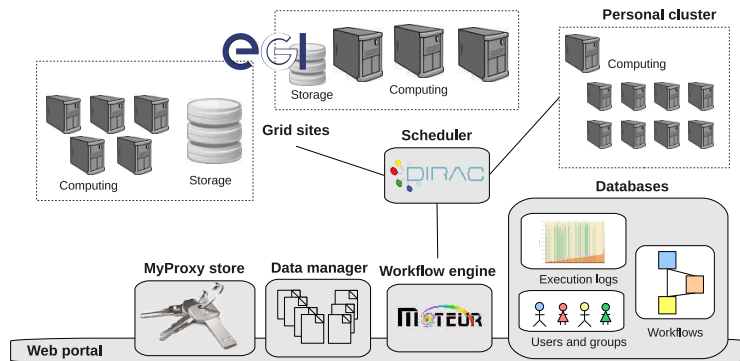 Personal cluster
eGI
Computing
Storage
Computing
Grid sites
Scheduler
DIRAC
Computing
Storage
Databases
MyProxy store
Data manager
Workflow engine
Execution logs
MOTEUR
Users and groups
Workflows
Web portal